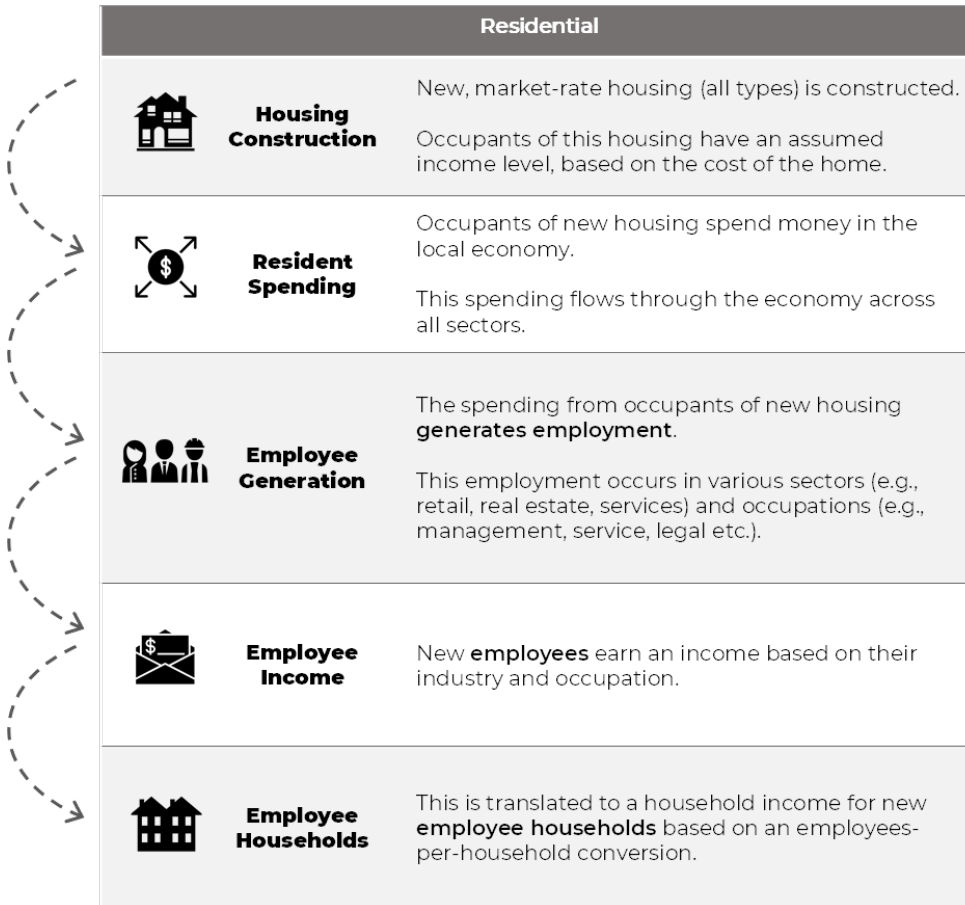 Residential
Housing
Construction
New, market-rate housing (all types) is constructed.
Occupants of this housing have an assumed
income level, based on the cost of the home.
$
Resident
Spending
Occupants of new housing spend money in the
local economy.
This spending flows through the economy across
all sectors.
Employee
Generation
The spending from occupants of new housing
generates employment.
This employment occurs in various sectors (e.g.,
retail, real estate, services) and occupations (e.g.,
management, service, legal etc.).
$
Employee
Income
New employees earn an income based on their
industry and occupation.
Employee
Households
This is translated to a household income for new
employee households based on an employees-
per-household conversion.